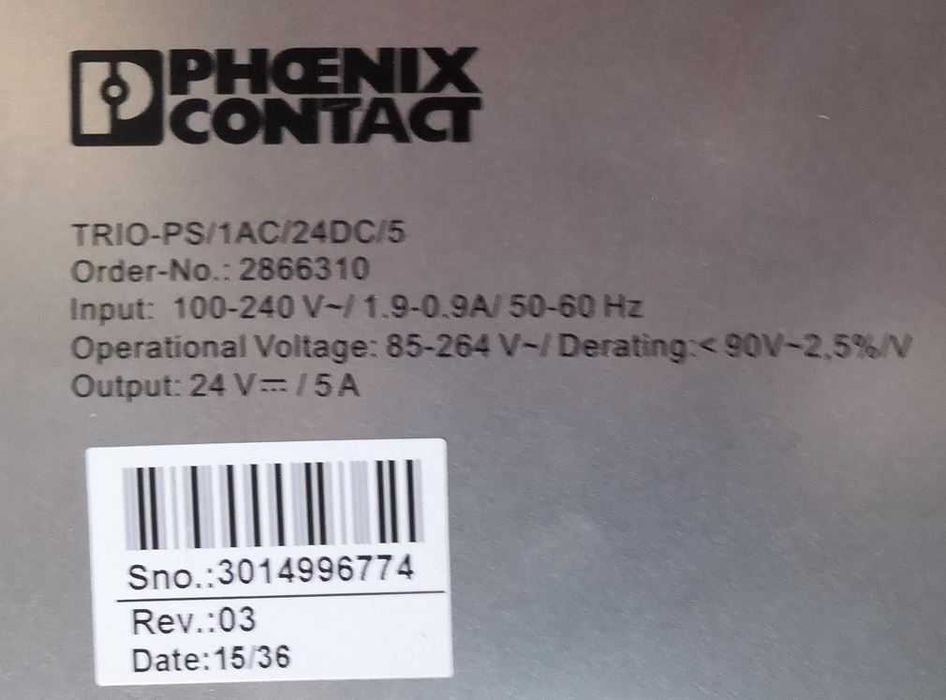 PHŒNIX
CONTACT
TRIO-PS/1AC/24DC/5
Order-No.: 2866310
Input: 100-240 V~/ 1.9-0.9A/ 50-60 Hz
Operational Voltage: 85-264 V~/ Derating:< 90V~2,5%/V
Output: 24 V⎓ / 5 A
Sno.:3014996774
Rev.:03
Date:15/36